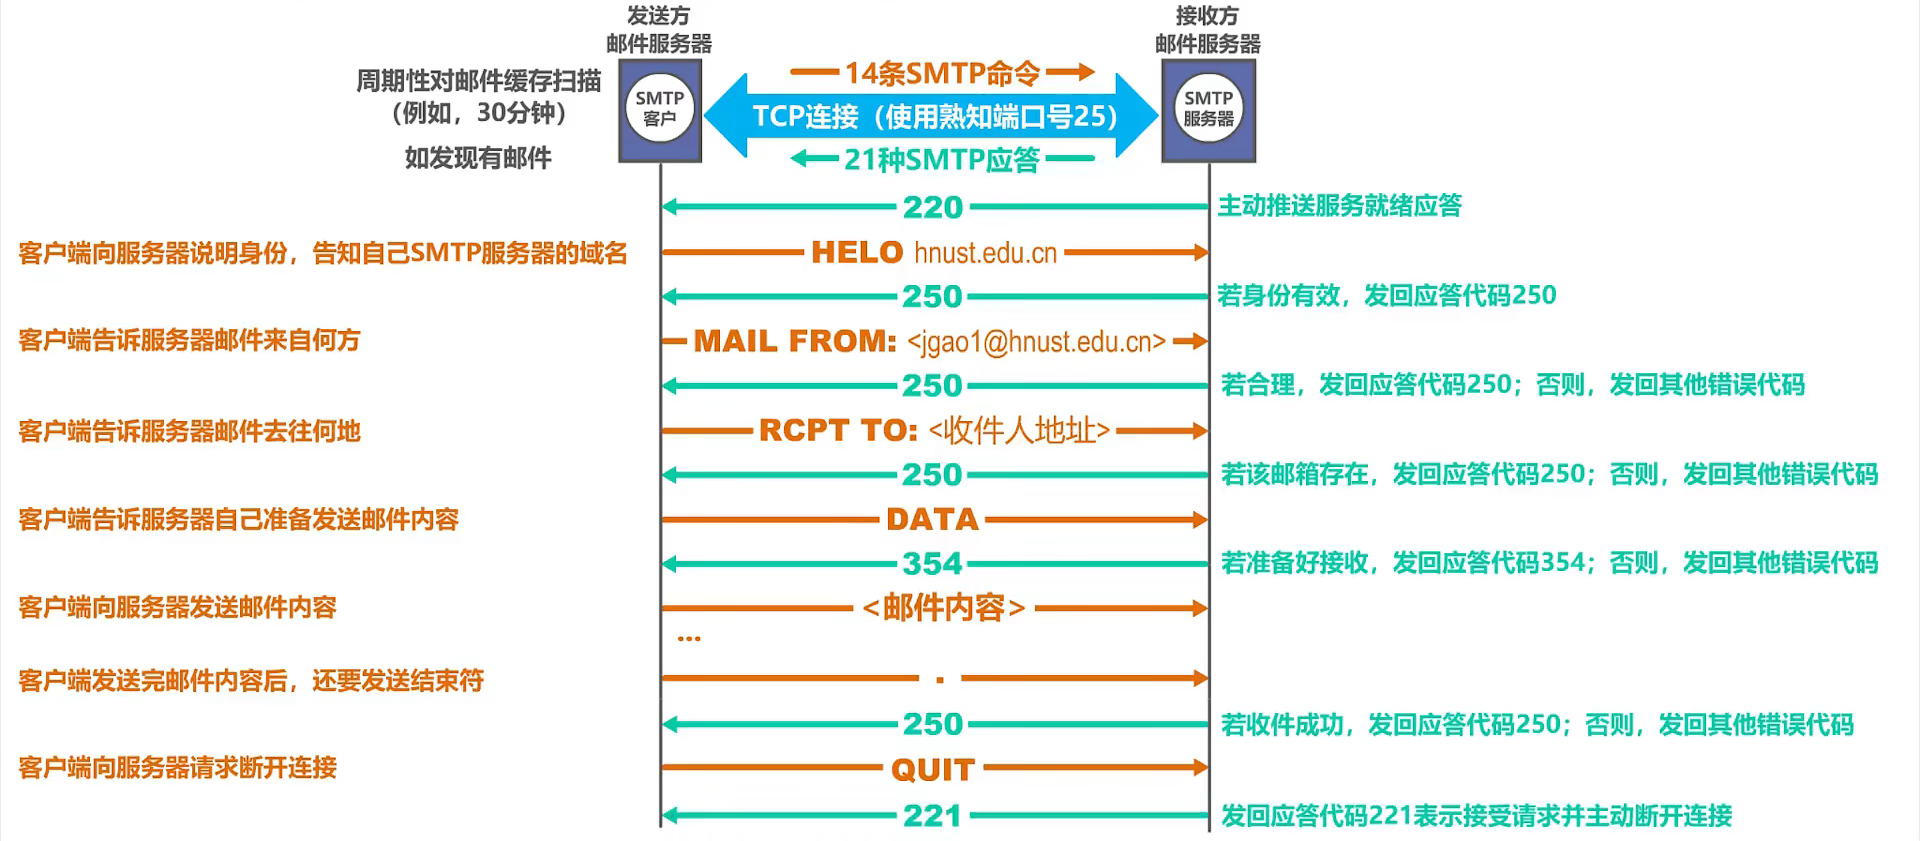 发送方
邮件服务器
接收方
邮件服务器
周期性对邮件缓存扫描
（例如，30分钟）
如发现有邮件
SMTP
客户
14条SMTP命令
TCP连接（使用熟知端口号25）
21种SMTP应答
SMTP
服务器
220
主动推送服务就绪应答
客户端向服务器说明身份，告知自己SMTP服务器的域名
HELO hnust.edu.cn
250
若身份有效，发回应答代码250
客户端告诉服务器邮件来自何方
MAIL FROM: <jgao1@hnust.edu.cn>
250
若合理，发回应答代码250；否则，发回其他错误代码
客户端告诉服务器邮件去往何地
RCPT TO: <收件人地址>
250
若该邮箱存在，发回应答代码250；否则，发回其他错误代码
客户端告诉服务器自己准备发送邮件内容
DATA
354
若准备好接收，发回应答代码354；否则，发回其他错误代码
客户端向服务器发送邮件内容
<邮件内容>
...
客户端发送完邮件内容后，还要发送结束符
.
250
若收件成功，发回应答代码250；否则，发回其他错误代码
客户端向服务器请求断开连接
QUIT
221
发回应答代码221表示接受请求并主动断开连接